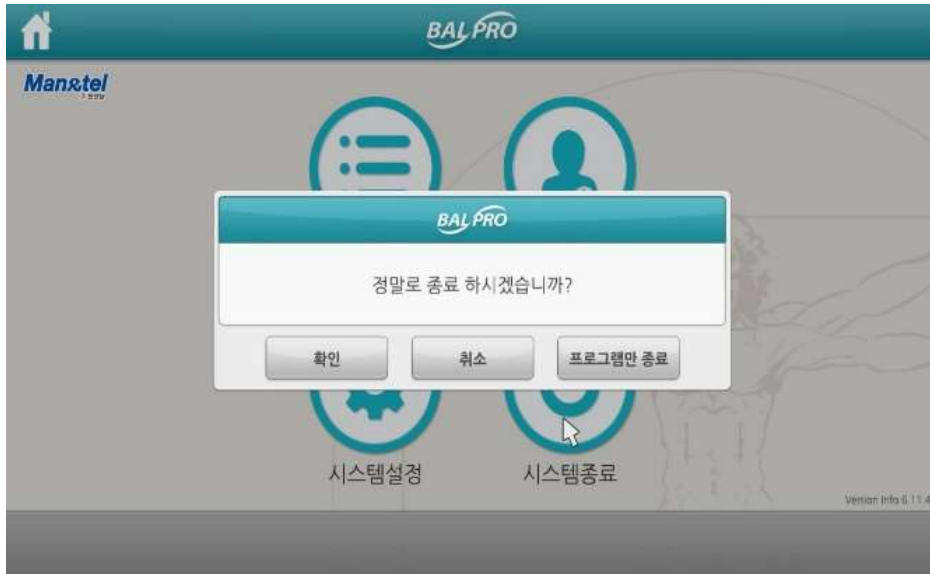 BAL PRO
Man&tel
BAL PRO
정말로 종료 하시겠습니까?
확인
취소
프로그램만 종료
시스템설정
시스템종료
Version Info 6.11.4